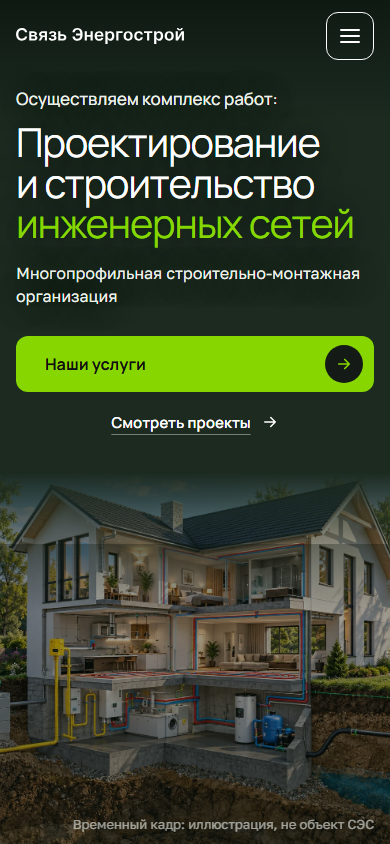 Связь Энергострой
Осуществляем комплекс работ:
Проектирование
и строительство
инженерных сетей
Многопрофильная строительно-монтажная
организация
Наши услуги
Смотреть проекты
Временный кадр: иллюстрация, не объект СЭС